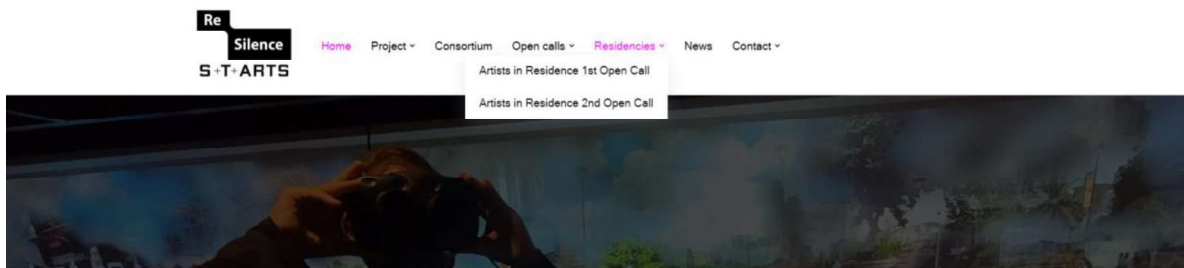 Re
Silence
S+T+ARTS
Home Project Consortium Open calls Residencies News Contact
Artists in Residence 1st Open Call
Artists in Residence 2nd Open Call